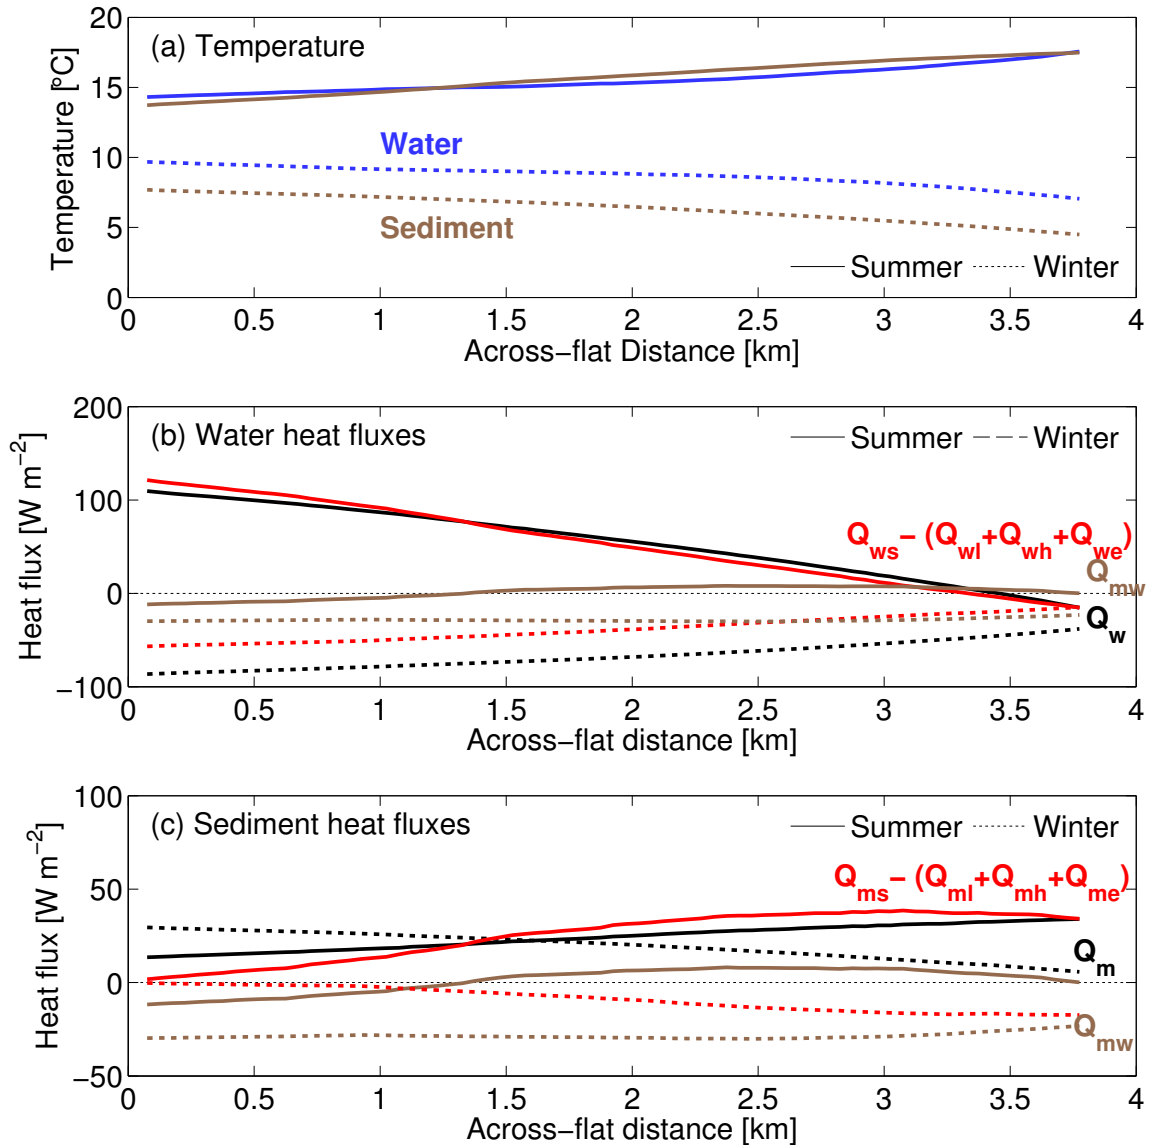 (a) Temperature
Temperature [°C]
20
15
10
5
0
Water
Sediment
Summer
Winter
0 0.5 1 1.5 2 2.5 3 3.5 4
Across−flat Distance [km]
(b) Water heat fluxes
Summer
Winter
Heat flux [W m−2]
200
100
0
−100
Qws− (Qwl+Qwh+Qwe)
Qmw
Qw
0 0.5 1 1.5 2 2.5 3 3.5 4
Across−flat distance [km]
(c) Sediment heat fluxes
Summer
Winter
Heat flux [W m−2]
100
50
0
−50
Qms− (Qml+Qmh+Qme)
Qm
Qmw
0 0.5 1 1.5 2 2.5 3 3.5 4
Across−flat distance [km]